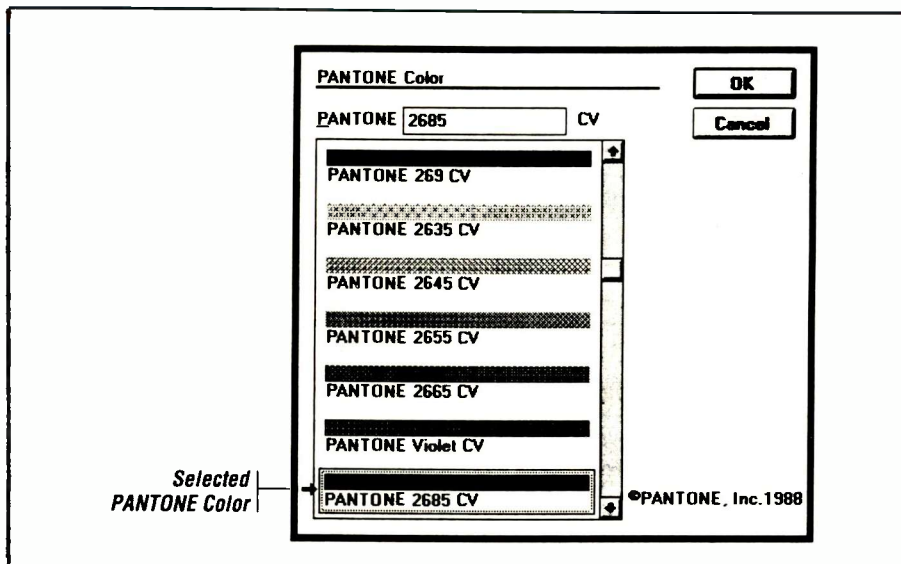 PANTONE Color
OK
PANTONE 2685 CV
Cancel
PANTONE 269 CV
PANTONE 2635 CV
PANTONE 2645 CV
PANTONE 2655 CV
PANTONE 2665 CV
PANTONE Violet CV
PANTONE 2685 CV
Selected
PANTONE Color
©PANTONE, Inc.1988